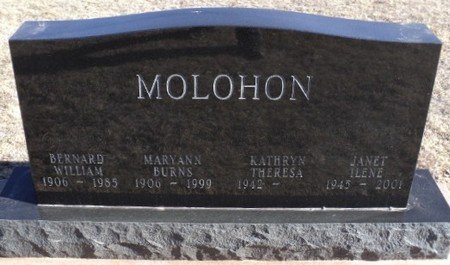 MOLOHON
BERNARD MARYANN KATHRYN JANET
WILLIAM BURNS THERESA ILENE
1906 - 1985 1906 - 1999 1942 - 1945 - 2001